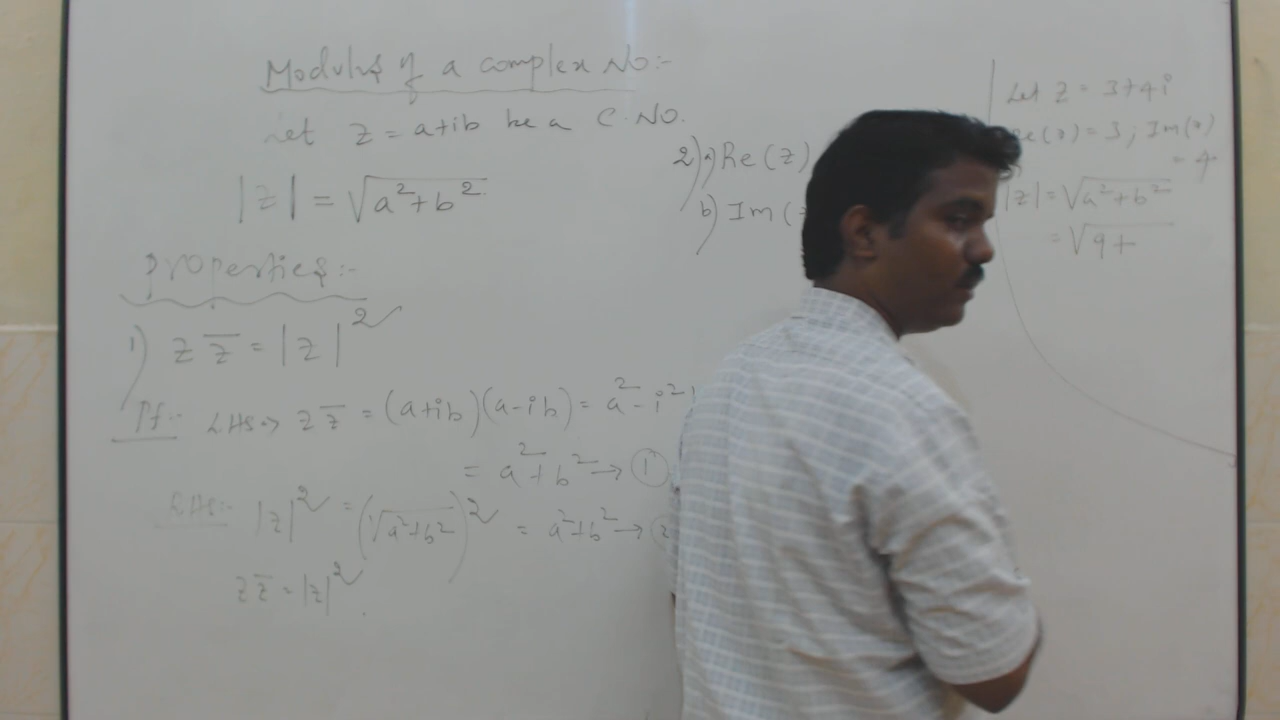 Modulus of a complex No:-
Let z = a+ib be a C.No.
|z| = √(a²+b²)
Properties:-
1) z z̅ = |z|²
Pf:- LHS→ z z̅ = (a+ib)(a-ib) = a² - i²
= a²+b² → ①
RHS:- |z|² = (√(a²+b²))² = a²+b² → ②
z z̅ = |z|².
2) a) Re(z)
b) Im(
Let z = 3+4i
Re(z) = 3, Im(z)
= 4
|z| = √(a²+b²)
= √9+